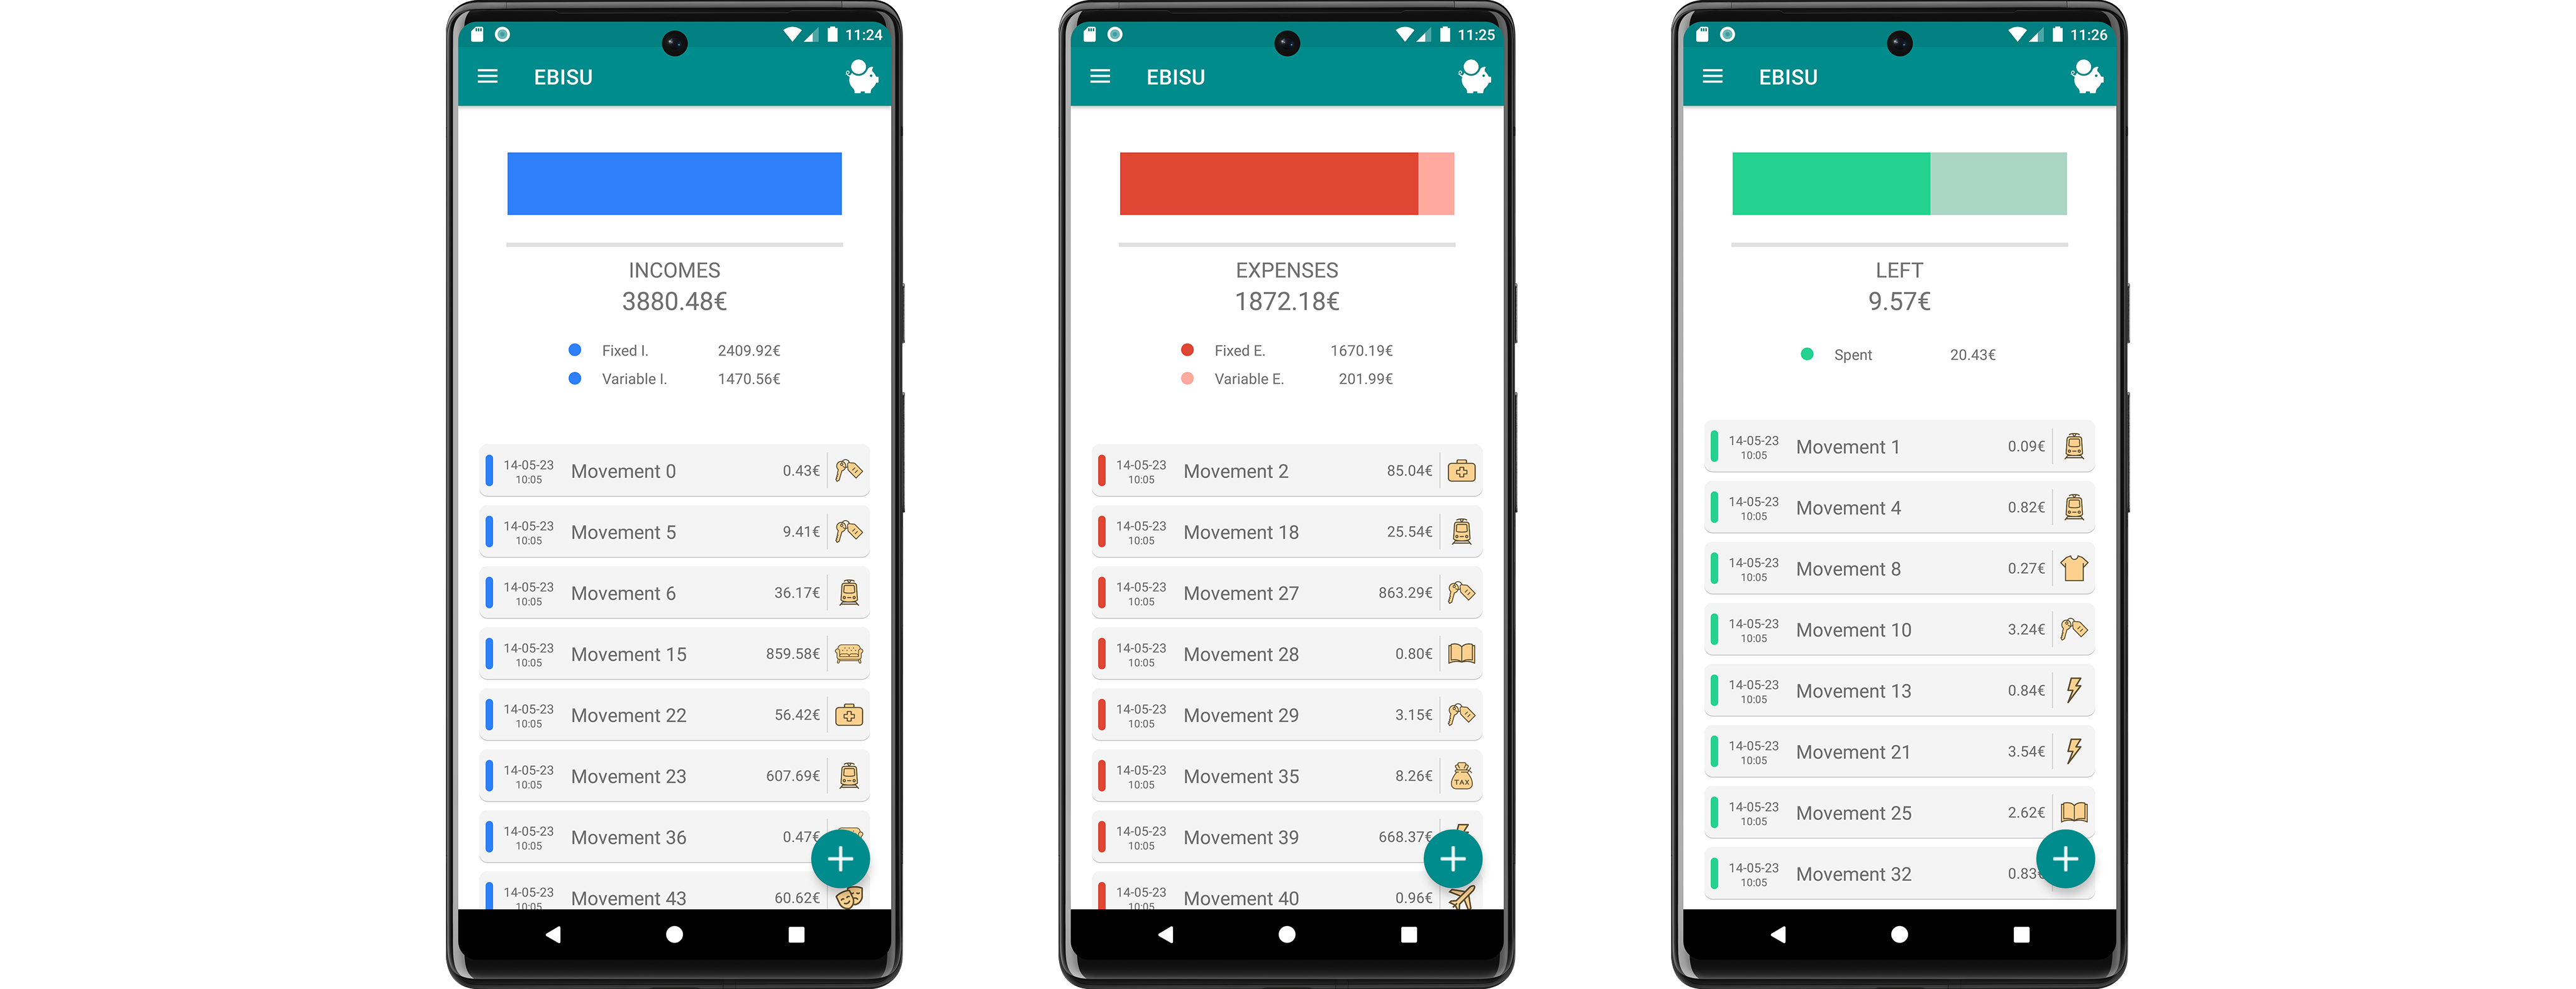 11:24
EBISU
INCOMES
3880.48€
Fixed I. 2409.92€
Variable I. 1470.56€
14-05-23 10:05 Movement 0 0.43€
14-05-23 10:05 Movement 5 9.41€
14-05-23 10:05 Movement 6 36.17€
14-05-23 10:05 Movement 15 859.58€
14-05-23 10:05 Movement 22 56.42€
14-05-23 10:05 Movement 23 607.69€
14-05-23 10:05 Movement 36 0.47€
14-05-23 10:05 Movement 43 60.62€
11:25
EBISU
EXPENSES
1872.18€
Fixed E. 1670.19€
Variable E. 201.99€
14-05-23 10:05 Movement 2 85.04€
14-05-23 10:05 Movement 18 25.54€
14-05-23 10:05 Movement 27 863.29€
14-05-23 10:05 Movement 28 0.80€
14-05-23 10:05 Movement 29 3.15€
14-05-23 10:05 Movement 35 8.26€
TAX
14-05-23 10:05 Movement 39 668.37€
14-05-23 10:05 Movement 40 0.96€
11:26
EBISU
LEFT
9.57€
Spent 20.43€
14-05-23 10:05 Movement 1 0.09€
14-05-23 10:05 Movement 4 0.82€
14-05-23 10:05 Movement 8 0.27€
14-05-23 10:05 Movement 10 3.24€
14-05-23 10:05 Movement 13 0.84€
14-05-23 10:05 Movement 21 3.54€
14-05-23 10:05 Movement 25 2.62€
14-05-23 10:05 Movement 32 0.83€